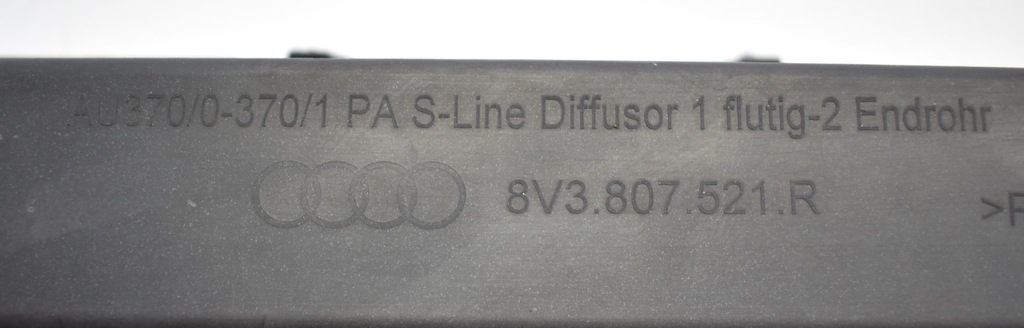 AU370/0-370/1 PA S-Line Diffusor 1 flutig-2 Endrohr
8V3.807.521.R
>P